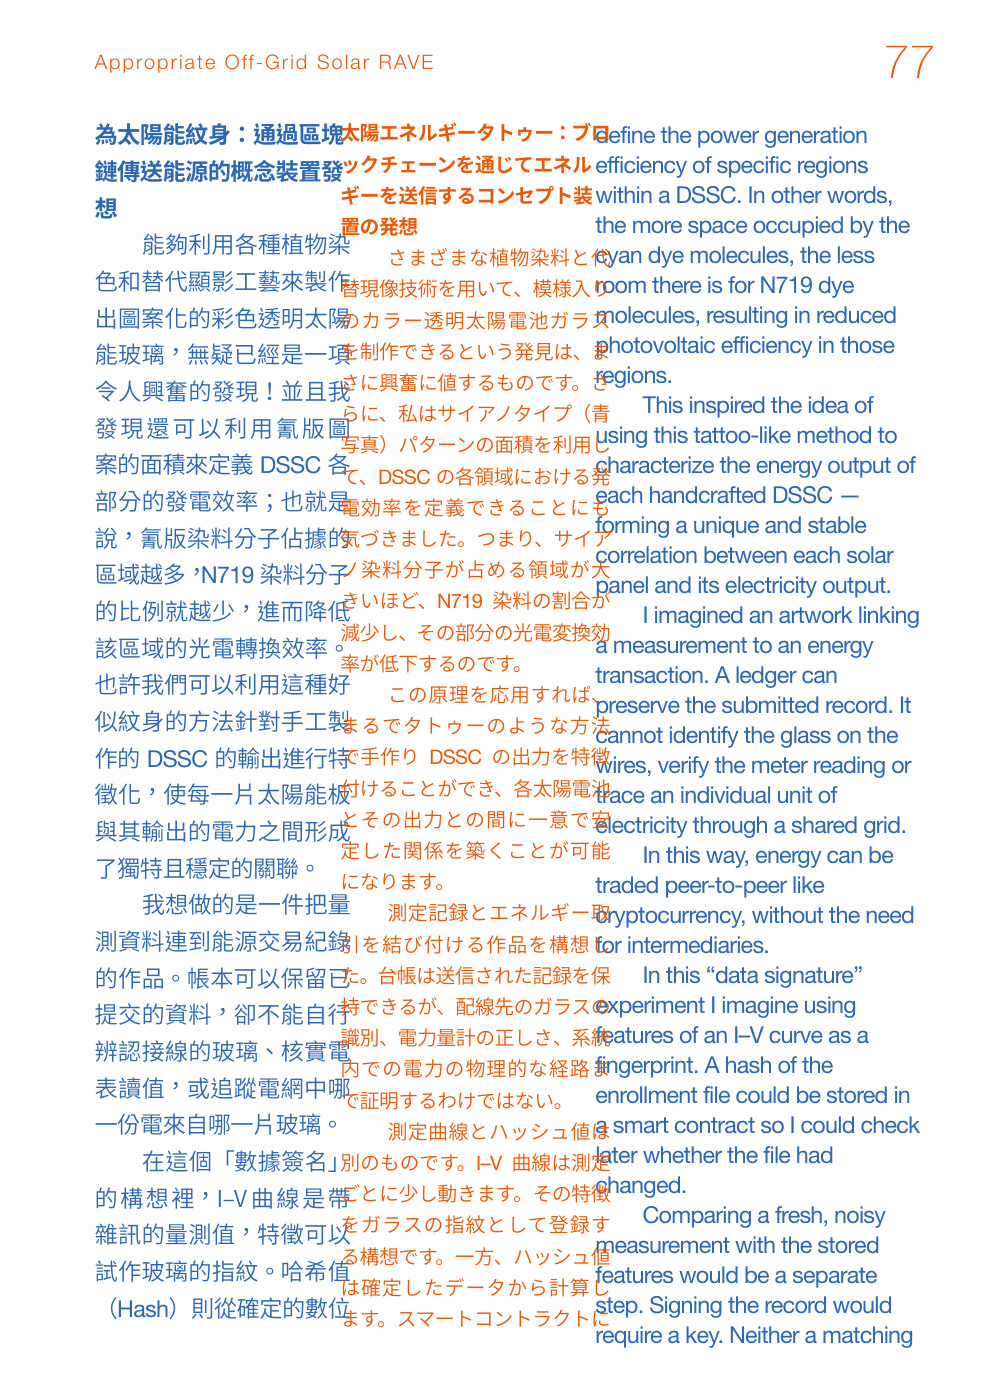 Appropriate Off-Grid Solar RAVE
77
為太陽能紋身：通過區塊
鏈傳送能源的概念裝置發
想
能夠利用各種植物染
色和替代顯影工藝來製作
出圖案化的彩色透明太陽
能玻璃，無疑已經是一項
令人興奮的發現！並且我
發現還可以利用氰版圖
案的面積來定義 DSSC 各
部分的發電效率；也就是
說，氰版染料分子佔據的
區域越多，N719 染料分子
的比例就越少，進而降低
該區域的光電轉換效率。
也許我們可以利用這種好
似紋身的方法針對手工製
作的 DSSC 的輸出進行特
徵化，使每一片太陽能板
與其輸出的電力之間形成
了獨特且穩定的關聯。
我想做的是一件把量
測資料連到能源交易紀錄
的作品。帳本可以保留已
提交的資料，卻不能自行
辨認接線的玻璃、核實電
表讀值，或追蹤電網中哪
一份電來自哪一片玻璃。
在這個「數據簽名」
的構想裡，I–V 曲線是帶
雜訊的量測值，特徵可以
試作玻璃的指紋。哈希值
（Hash）則從確定的數位
太陽エネルギータトゥー：ブロ
ックチェーンを通じてエネル
ギーを送信するコンセプト装
置の発想
さまざまな植物染料と代
替現像技術を用いて、模様入り
のカラー透明太陽電池ガラス
を制作できるという発見は、ま
さに興奮に値するものです。さ
らに、私はサイアノタイプ（青
写真）パターンの面積を利用し
て、DSSC の各領域における発
電効率を定義できることにも
気づきました。つまり、サイア
ノ染料分子が占める領域が大
きいほど、N719 染料の割合が
減少し、その部分の光電変換効
率が低下するのです。
この原理を応用すれば、
まるでタトゥーのような方法
で手作り DSSC の出力を特徴
付けることができ、各太陽電池
とその出力との間に一意で安
定した関係を築くことが可能
になります。
測定記録とエネルギー取
引を結び付ける作品を構想し
た。台帳は送信された記録を保
持できるが、配線先のガラスの
識別、電力量計の正しさ、系統
内での電力の物理的な経路ま
で証明するわけではない。
測定曲線とハッシュ値は
別のものです。I–V 曲線は測定
ごとに少し動きます。その特徴
をガラスの指紋として登録す
る構想です。一方、ハッシュ値
は確定したデータから計算し
ます。スマートコントラクトに
define the power generation
efficiency of specific regions
within a DSSC. In other words,
the more space occupied by the
cyan dye molecules, the less
room there is for N719 dye
molecules, resulting in reduced
photovoltaic efficiency in those
regions.
This inspired the idea of
using this tattoo-like method to
characterize the energy output of
each handcrafted DSSC —
forming a unique and stable
correlation between each solar
panel and its electricity output.
I imagined an artwork linking
a measurement to an energy
transaction. A ledger can
preserve the submitted record. It
cannot identify the glass on the
wires, verify the meter reading or
trace an individual unit of
electricity through a shared grid.
In this way, energy can be
traded peer-to-peer like
cryptocurrency, without the need
for intermediaries.
In this “data signature”
experiment I imagine using
features of an I–V curve as a
fingerprint. A hash of the
enrollment file could be stored in
a smart contract so I could check
later whether the file had
changed.
Comparing a fresh, noisy
measurement with the stored
features would be a separate
step. Signing the record would
require a key. Neither a matching